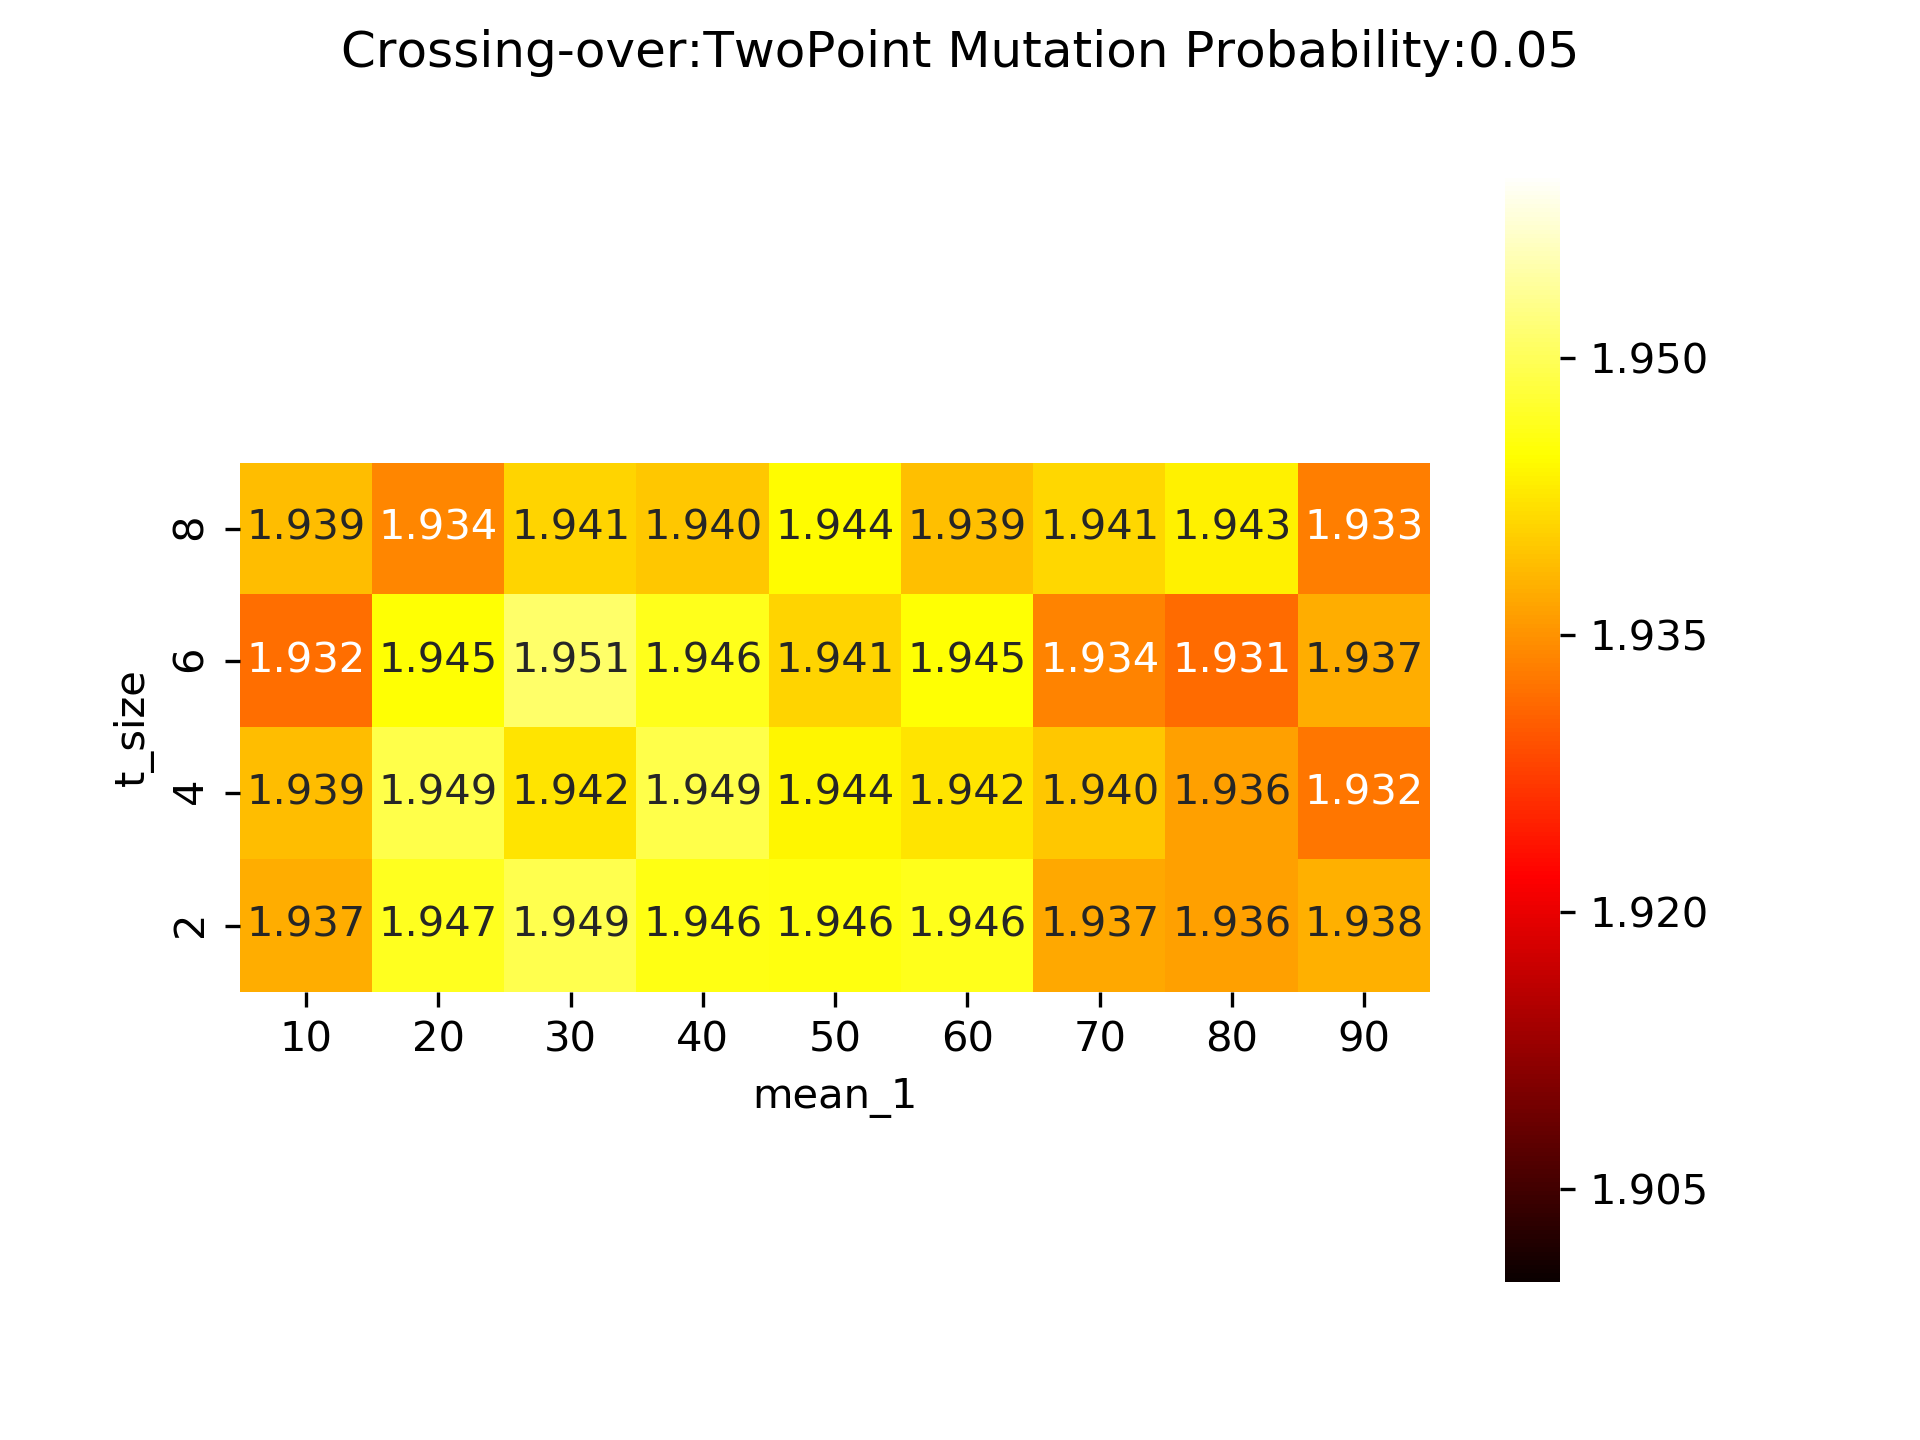 Crossing-over:TwoPoint Mutation Probability:0.05
1.950
1.935
1.920
1.905
t_size
8 1.939 1.934 1.941 1.940 1.944 1.939 1.941 1.943 1.933
6 1.932 1.945 1.951 1.946 1.941 1.945 1.934 1.931 1.937
4 1.939 1.949 1.942 1.949 1.944 1.942 1.940 1.936 1.932
2 1.937 1.947 1.949 1.946 1.946 1.946 1.937 1.936 1.938
10 20 30 40 50 60 70 80 90
mean_1